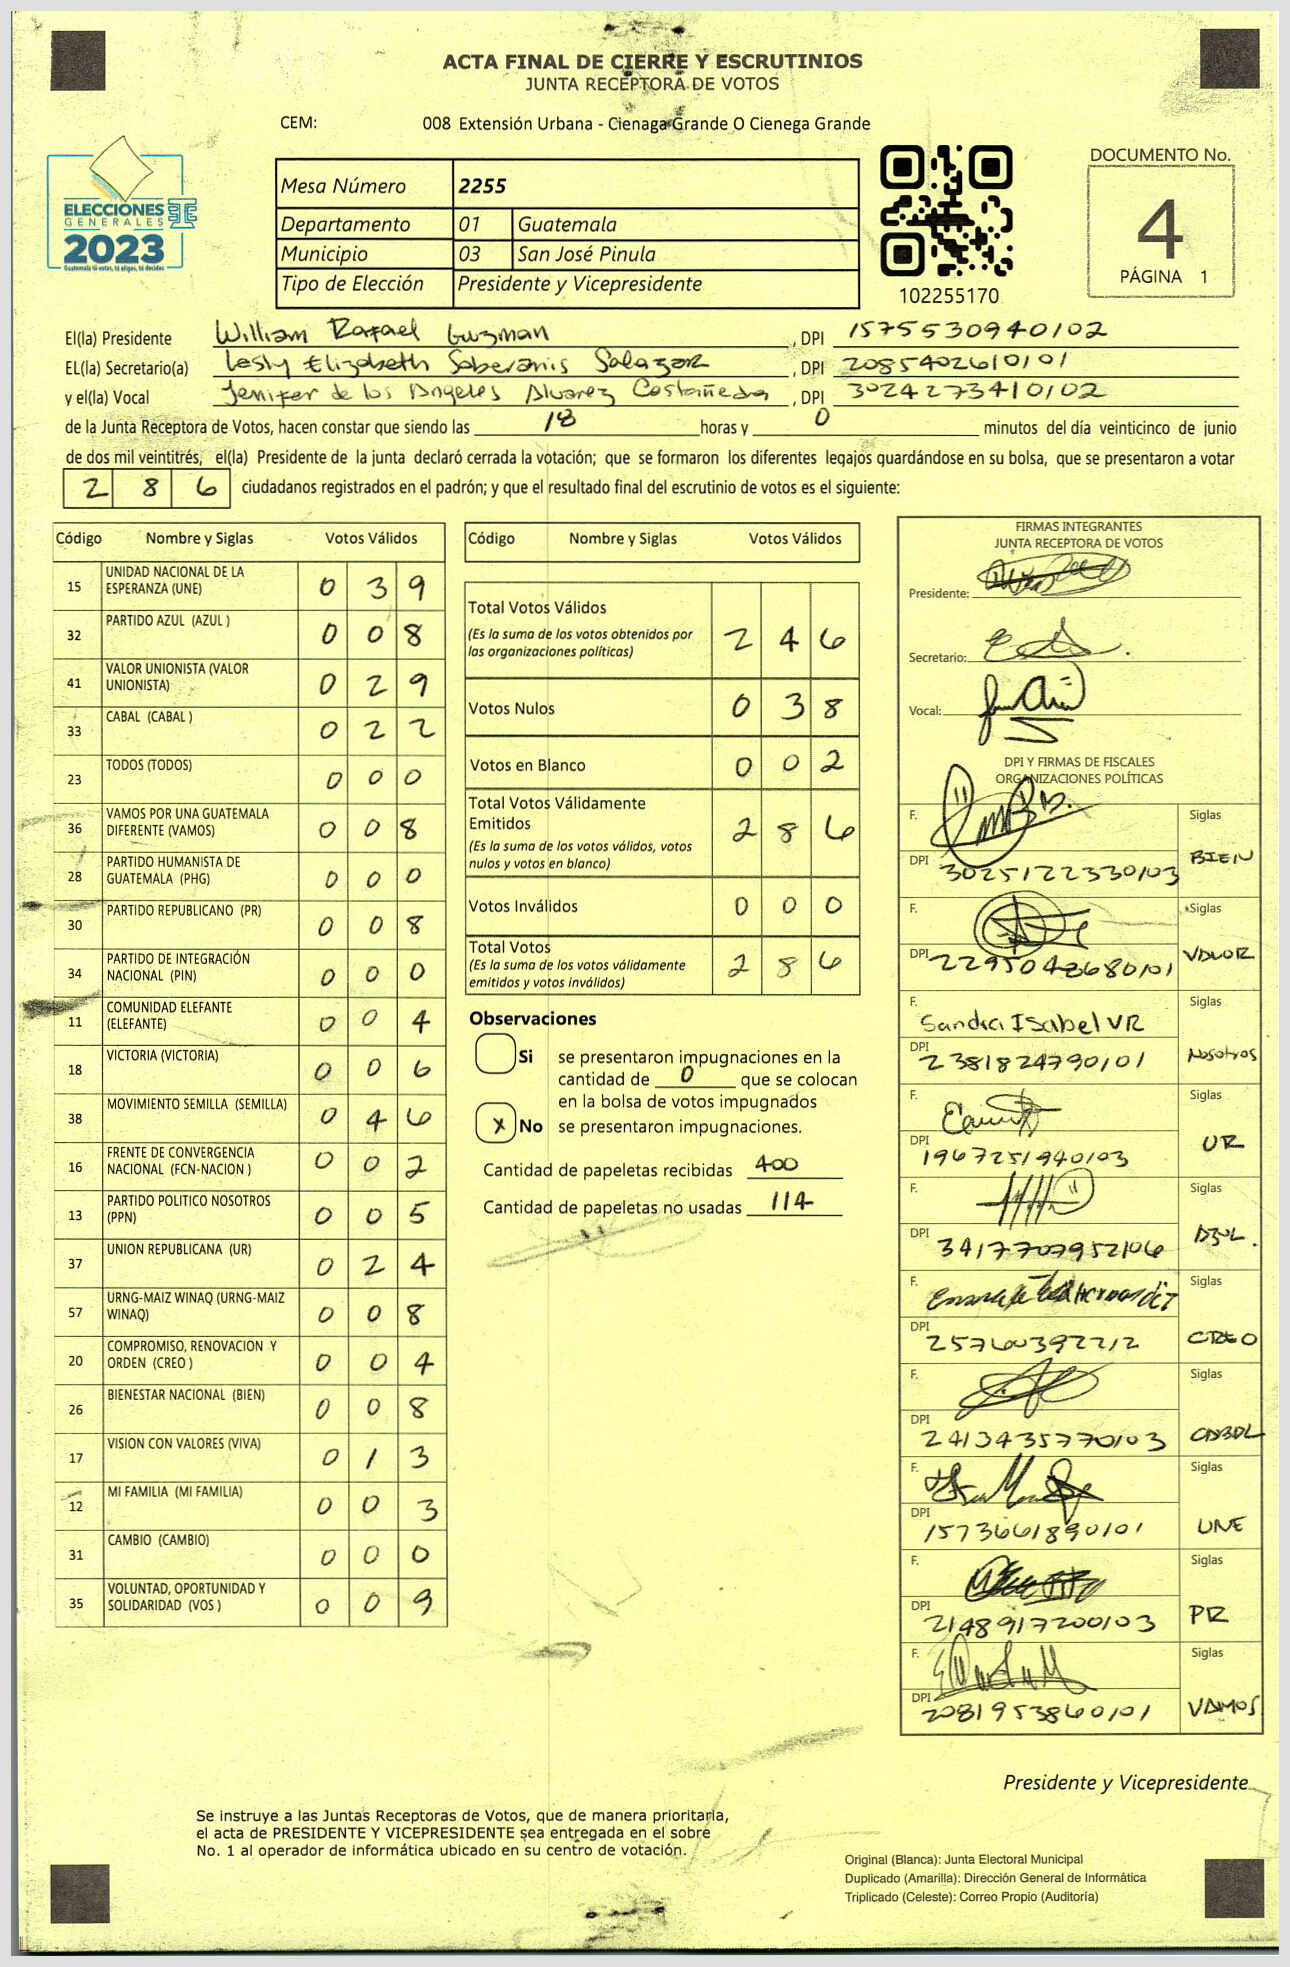 ACTA FINAL DE CIERRE Y ESCRUTINIOS
JUNTA RECEPTORA DE VOTOS
CEM: 008 Extensión Urbana - Cienaga Grande O Cienega Grande
ELECCIONES
GENERALES
2023
Guatemala tú votas, tú eliges, tú decides
Mesa Número 2255
Departamento 01 Guatemala
Municipio 03 San José Pinula
Tipo de Elección Presidente y Vicepresidente
102255170
DOCUMENTO No.
4
PÁGINA 1
El(la) Presidente William Rafael Guzman, DPI 1575530940102
EL(la) Secretario(a) Lesly Elizabeth Soberanis Salazar, DPI 2085402610101
y el(la) Vocal Jenifer de los Angeles Alvarez Costañeda, DPI 3024273410102
de la Junta Receptora de Votos, hacen constar que siendo las 18 horas y 0 minutos del día veinticinco de junio
de dos mil veintitrés, el(la) Presidente de la junta declaró cerrada la votación; que se formaron los diferentes legajos guardándose en su bolsa, que se presentaron a votar
2 8 6 ciudadanos registrados en el padrón; y que el resultado final del escrutinio de votos es el siguiente:
Código Nombre y Siglas Votos Válidos
15 UNIDAD NACIONAL DE LA ESPERANZA (UNE) 0 3 9
32 PARTIDO AZUL (AZUL ) 0 0 8
41 VALOR UNIONISTA (VALOR UNIONISTA) 0 2 9
33 CABAL (CABAL ) 0 2 2
23 TODOS (TODOS) 0 0 0
36 VAMOS POR UNA GUATEMALA DIFERENTE (VAMOS) 0 0 8
28 PARTIDO HUMANISTA DE GUATEMALA (PHG) 0 0 0
30 PARTIDO REPUBLICANO (PR) 0 0 8
34 PARTIDO DE INTEGRACIÓN NACIONAL (PIN) 0 0 0
11 COMUNIDAD ELEFANTE (ELEFANTE) 0 0 4
18 VICTORIA (VICTORIA) 0 0 6
38 MOVIMIENTO SEMILLA (SEMILLA) 0 4 6
16 FRENTE DE CONVERGENCIA NACIONAL (FCN-NACION ) 0 0 2
13 PARTIDO POLITICO NOSOTROS (PPN) 0 0 5
37 UNION REPUBLICANA (UR) 0 2 4
57 URNG-MAIZ WINAQ (URNG-MAIZ WINAQ) 0 0 8
20 COMPROMISO, RENOVACION Y ORDEN (CREO ) 0 0 4
26 BIENESTAR NACIONAL (BIEN) 0 0 8
17 VISION CON VALORES (VIVA) 0 1 3
12 MI FAMILIA (MI FAMILIA) 0 0 3
31 CAMBIO (CAMBIO) 0 0 0
35 VOLUNTAD, OPORTUNIDAD Y SOLIDARIDAD (VOS ) 0 0 9
Código Nombre y Siglas Votos Válidos
Total Votos Válidos 2 4 6
(Es la suma de los votos obtenidos por
las organizaciones políticas)
Votos Nulos 0 3 8
Votos en Blanco 0 0 2
Total Votos Válidamente
Emitidos 2 8 6
(Es la suma de los votos válidos, votos
nulos y votos en blanco)
Votos Inválidos 0 0 0
Total Votos 2 8 6
(Es la suma de los votos válidamente
emitidos y votos inválidos)
Observaciones
Si se presentaron impugnaciones en la
cantidad de 0 que se colocan
en la bolsa de votos impugnados
x No se presentaron impugnaciones.
Cantidad de papeletas recibidas 400
Cantidad de papeletas no usadas 114
FIRMAS INTEGRANTES
JUNTA RECEPTORA DE VOTOS
Presidente:
Secretario:
Vocal:
DPI Y FIRMAS DE FISCALES
ORGANIZACIONES POLÍTICAS
F. Siglas
DPI 3025122330103 BIEN
F. Siglas
DPI 2295042680101 VALOR
F. Sandra Isabel VR Siglas
DPI 2381824790101 Nosotros
F. Siglas
DPI 1967251940103 UR
F. Siglas
DPI 3417707952106 AZUL.
F. Siglas
DPI 257600392212 CREO
F. Siglas
DPI 2413435770103 CABAL
F. Siglas
DPI 1573661890101 UNE
F. Siglas
DPI 2148917200103 PR
F. Siglas
DPI 2081953860101 VAMOS
Presidente y Vicepresidente
Se instruye a las Juntas Receptoras de Votos, que de manera prioritaria,
el acta de PRESIDENTE Y VICEPRESIDENTE sea entregada en el sobre
No. 1 al operador de informática ubicado en su centro de votación.
Original (Blanca): Junta Electoral Municipal
Duplicado (Amarilla): Dirección General de Informática
Triplicado (Celeste): Correo Propio (Auditoría)